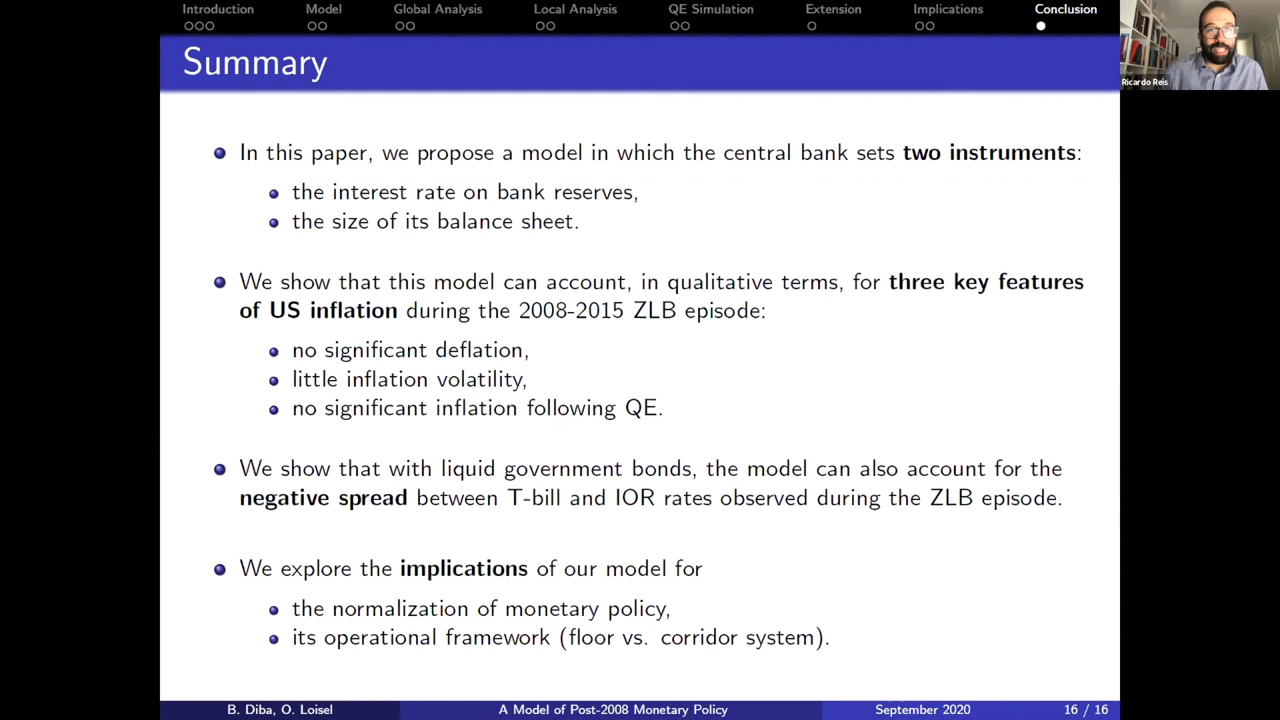 Introduction Model Global Analysis Local Analysis QE Simulation Extension Implications Conclusion
Summary
Ricardo Reis
In this paper, we propose a model in which the central bank sets two instruments:
the interest rate on bank reserves,
the size of its balance sheet.
We show that this model can account, in qualitative terms, for three key features
of US inflation during the 2008-2015 ZLB episode:
no significant deflation,
little inflation volatility,
no significant inflation following QE.
We show that with liquid government bonds, the model can also account for the
negative spread between T-bill and IOR rates observed during the ZLB episode.
We explore the implications of our model for
the normalization of monetary policy,
its operational framework (floor vs. corridor system).
B. Diba, O. Loisel A Model of Post-2008 Monetary Policy September 2020 16 / 16